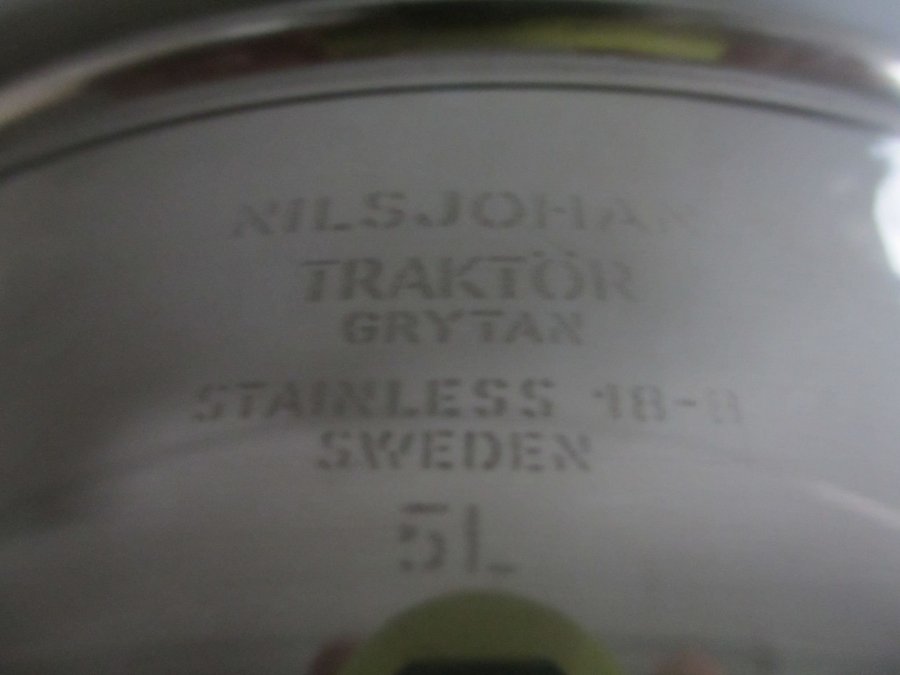 NILSJOHAN
TRAKTÖR
GRYTAN
STAINLESS 18-8
SWEDEN
5L